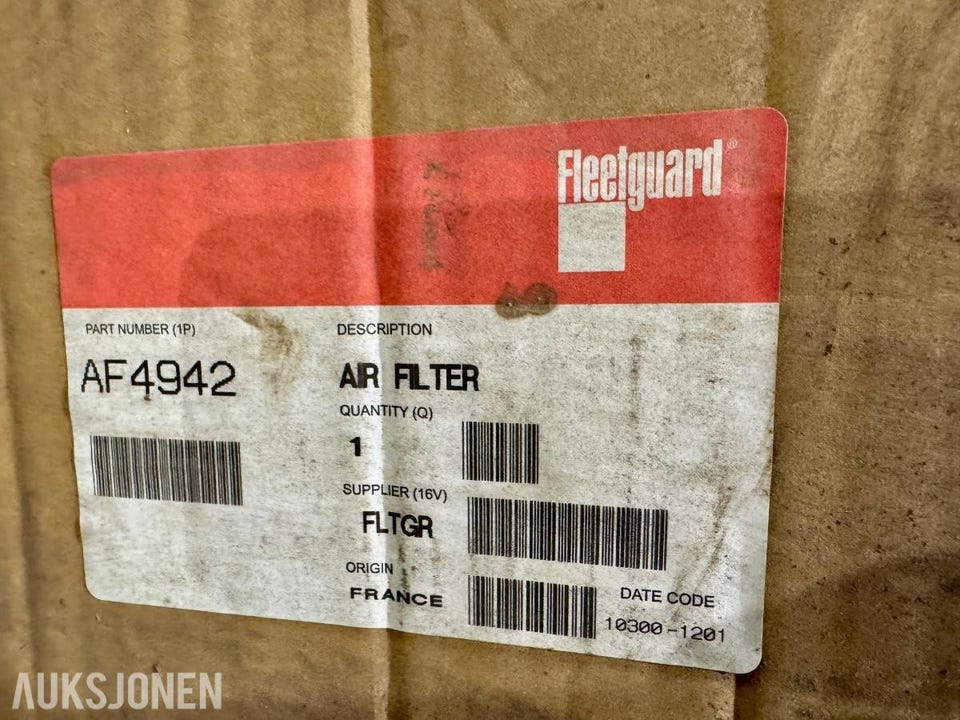 Fleetguard®
PART NUMBER (1P)
AF4942
DESCRIPTION
AIR FILTER
QUANTITY (Q)
1
SUPPLIER (16V)
FLTGR
ORIGIN
FRANCE
DATE CODE
10300-1201
AUKSJONEN